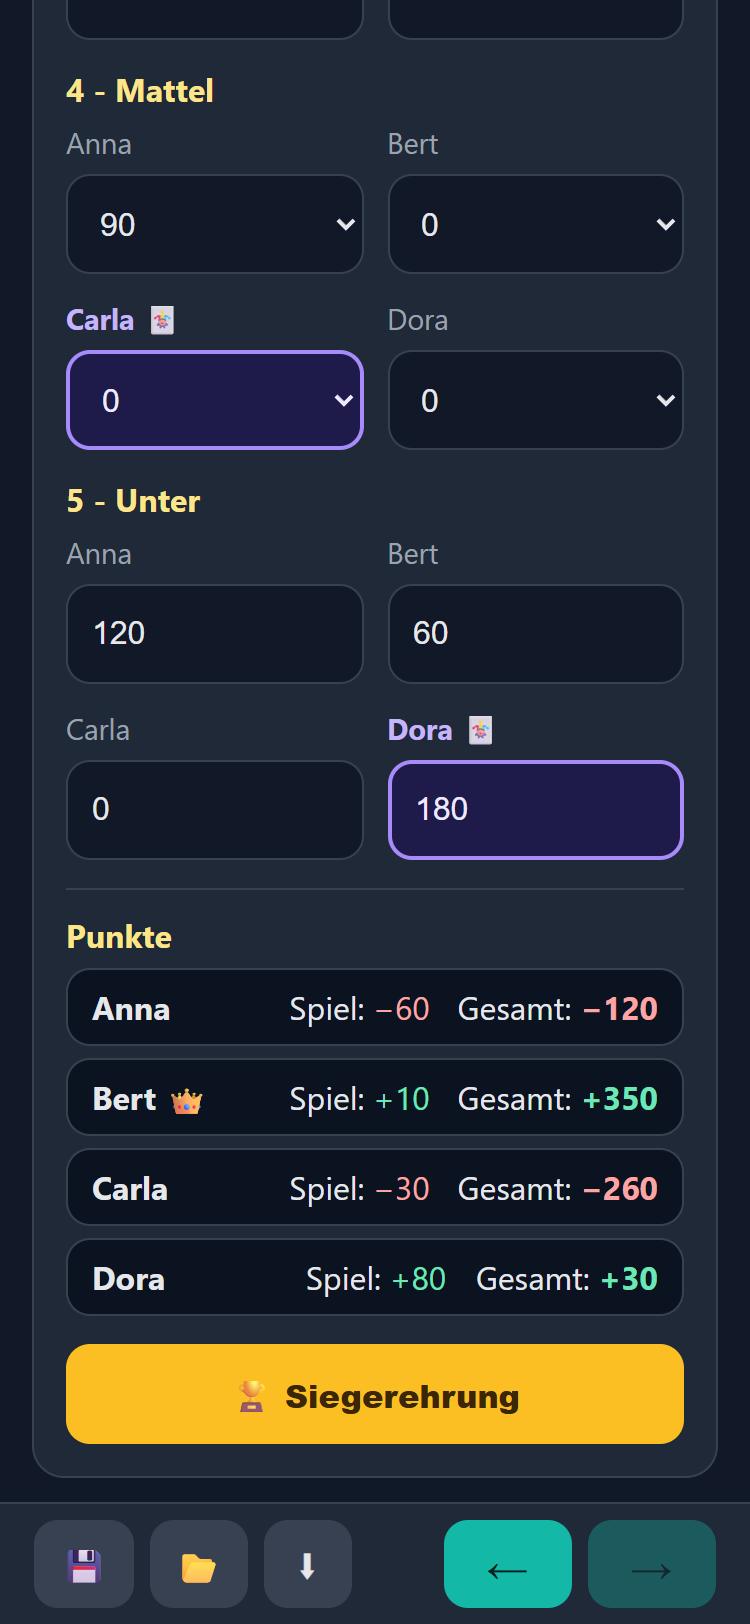 4 - Mattel
Anna Bert
90 0
Carla 🃏 Dora
0 0
5 - Unter
Anna Bert
120 60
Carla Dora 🃏
0 180
Punkte
Anna Spiel: −60 Gesamt: −120
Bert 👑 Spiel: +10 Gesamt: +350
Carla Spiel: −30 Gesamt: −260
Dora Spiel: +80 Gesamt: +30
🏆 Siegerehrung
💾 📂 ⬇ ← →